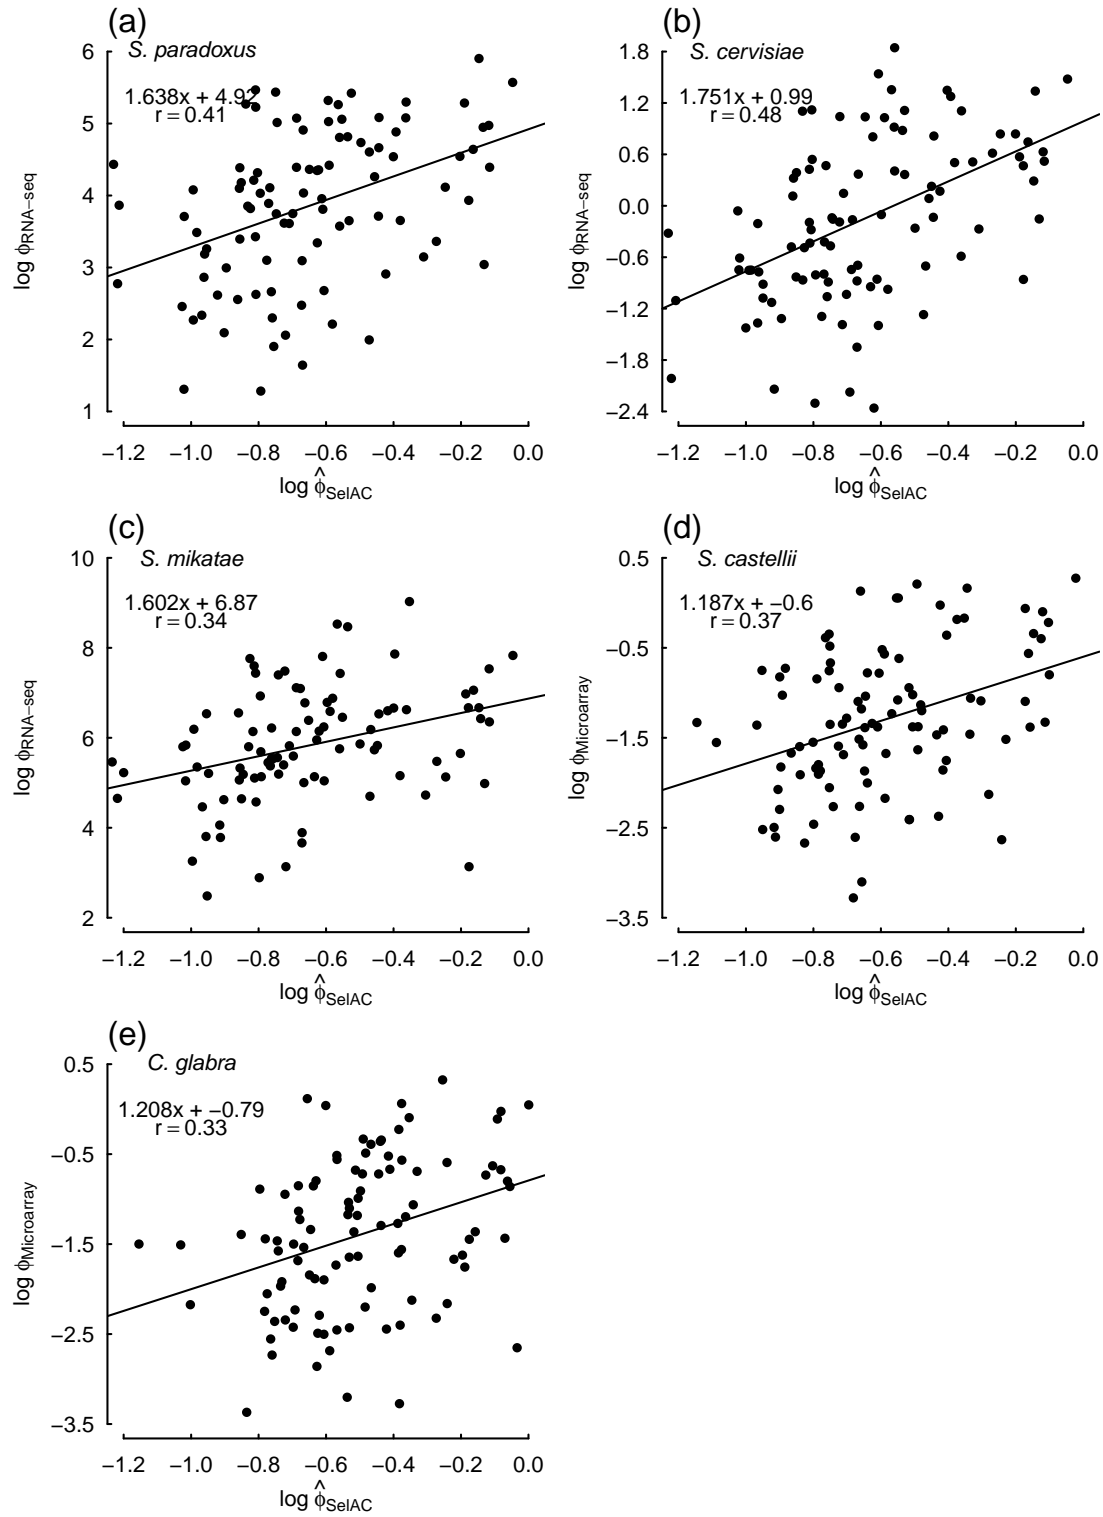 (a)
S. paradoxus
1.638x + 4.92
r = 0.41
6
5
4
3
2
1
log ϕRNA−seq
−1.2 −1.0 −0.8 −0.6 −0.4 −0.2 0.0
log ϕ̂SelAC
(b)
S. cervisiae
1.751x + 0.99
r = 0.48
1.8
1.2
0.6
0.0
−0.6
−1.2
−1.8
−2.4
log ϕRNA−seq
−1.2 −1.0 −0.8 −0.6 −0.4 −0.2 0.0
log ϕ̂SelAC
(c)
S. mikatae
1.602x + 6.87
r = 0.34
10
8
6
4
2
log ϕRNA−seq
−1.2 −1.0 −0.8 −0.6 −0.4 −0.2 0.0
log ϕ̂SelAC
(d)
S. castellii
1.187x + −0.6
r = 0.37
0.5
−0.5
−1.5
−2.5
−3.5
log ϕMicroarray
−1.2 −1.0 −0.8 −0.6 −0.4 −0.2 0.0
log ϕ̂SelAC
(e)
C. glabra
1.208x + −0.79
r = 0.33
0.5
−0.5
−1.5
−2.5
−3.5
log ϕMicroarray
−1.2 −1.0 −0.8 −0.6 −0.4 −0.2 0.0
log ϕ̂SelAC